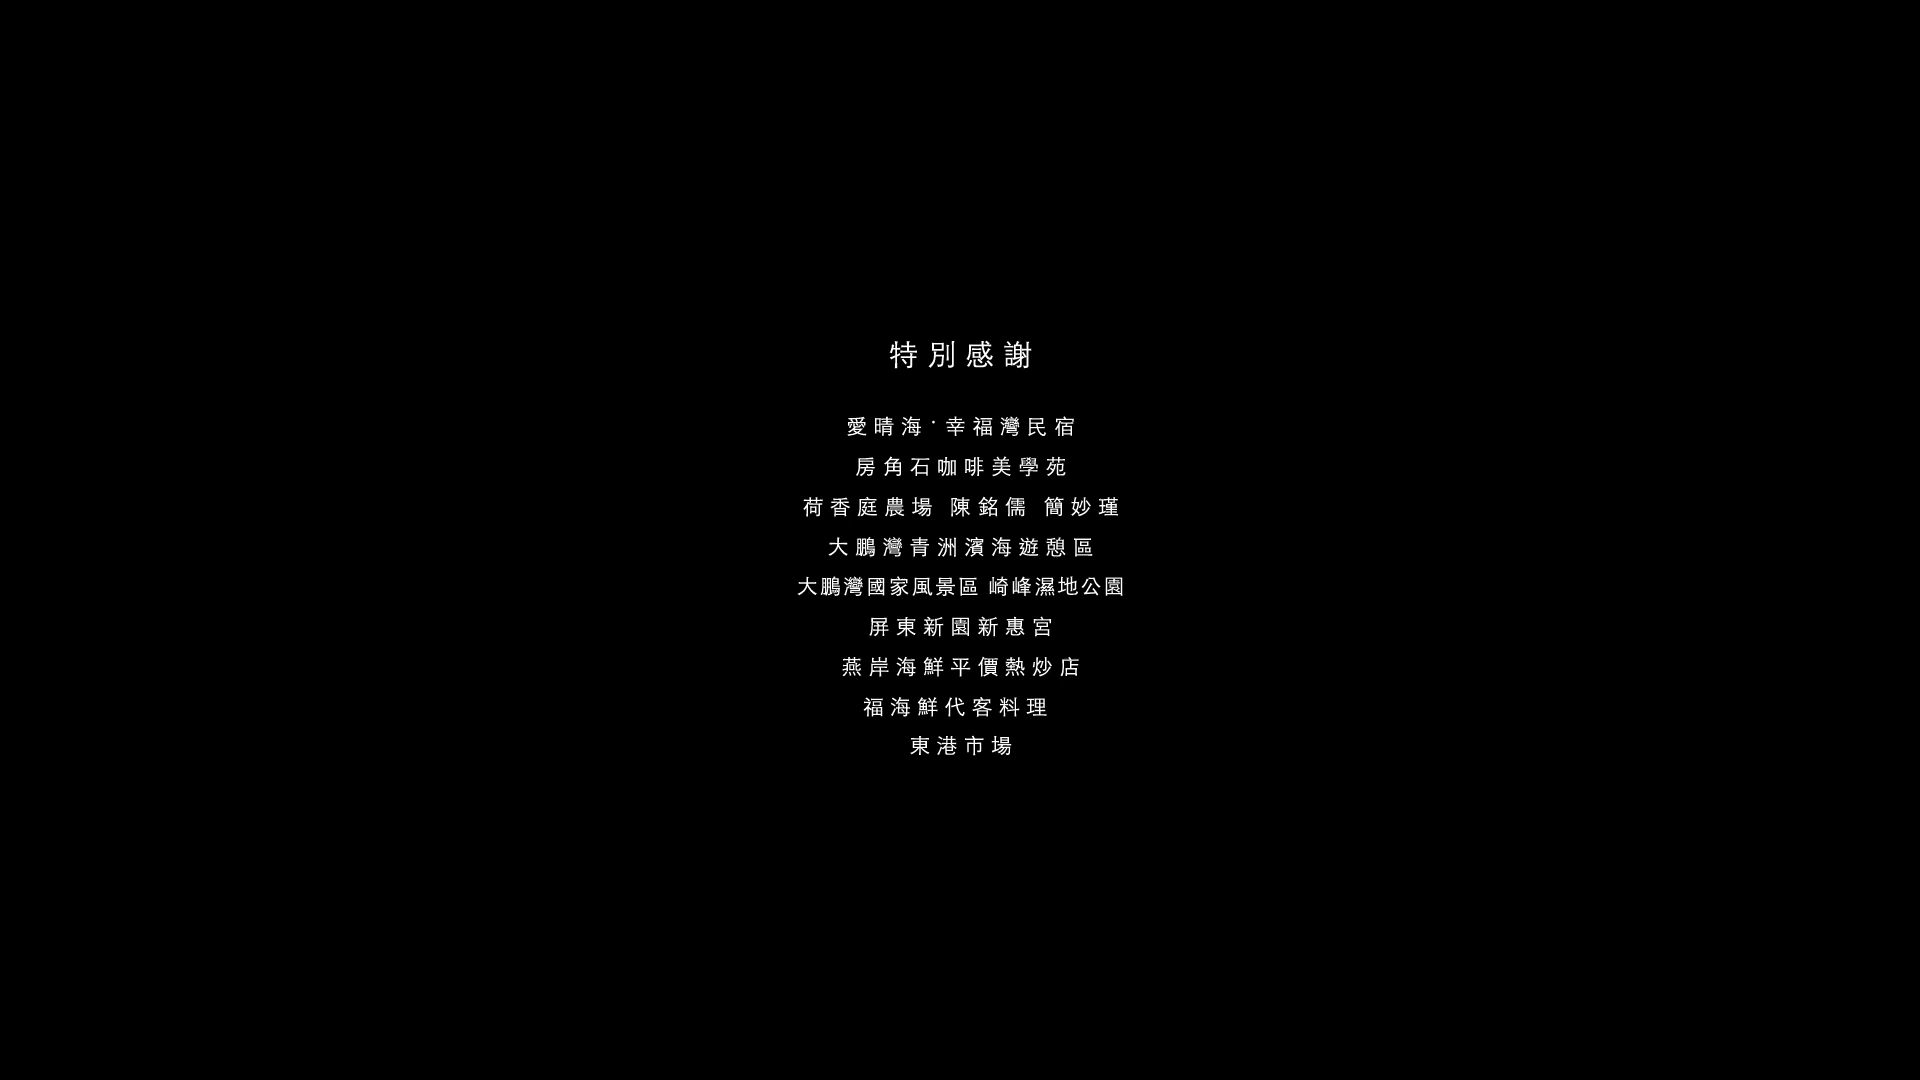 特別感謝
愛晴海·幸福灣民宿
房角石咖啡美學苑
荷香庭農場 陳銘儒 簡妙瑾
大鵬灣青洲濱海遊憩區
大鵬灣國家風景區 崎峰濕地公園
屏東新園新惠宮
燕岸海鮮平價熱炒店
福海鮮代客料理
東港市場